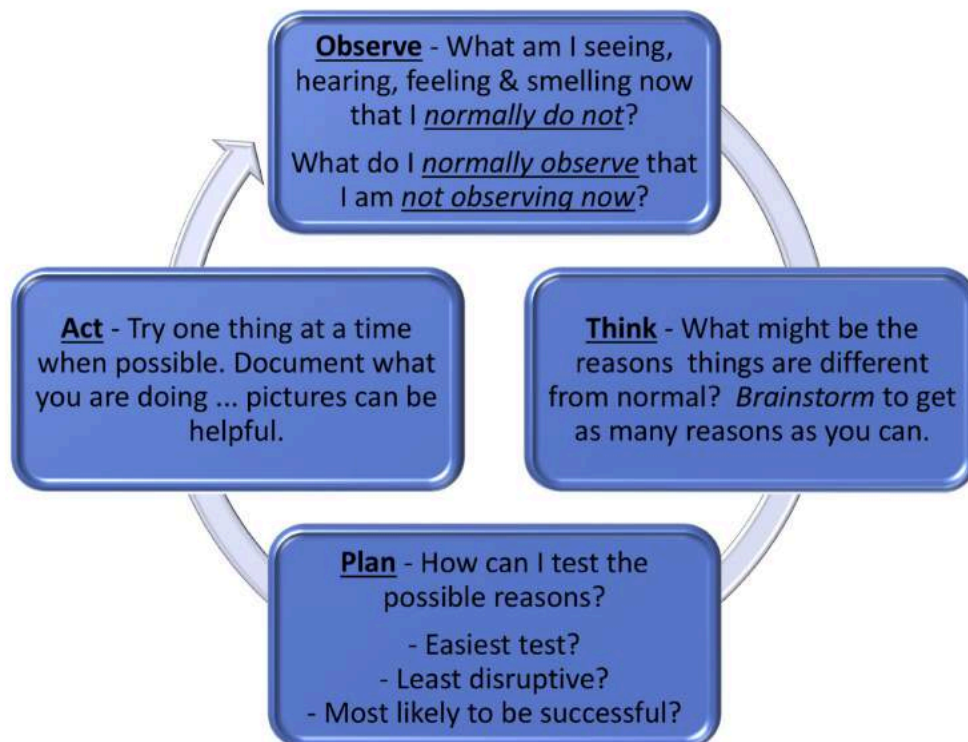 Observe - What am I seeing,
hearing, feeling & smelling now
that I normally do not?
What do I normally observe that
I am not observing now?
Think - What might be the
reasons things are different
from normal? Brainstorm to get
as many reasons as you can.
Plan - How can I test the
possible reasons?
- Easiest test?
- Least disruptive?
- Most likely to be successful?
Act - Try one thing at a time
when possible. Document what
you are doing ... pictures can be
helpful.